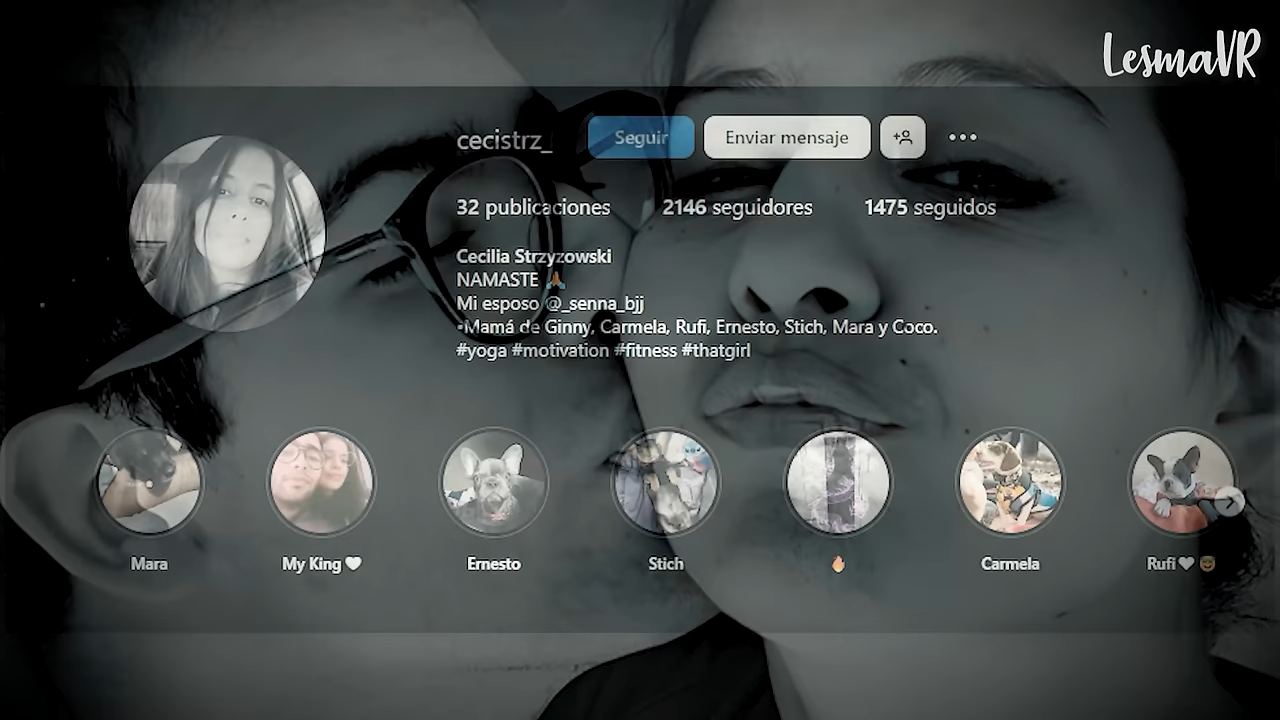 LesmaVR
cecistrz_ Seguir Enviar mensaje
32 publicaciones 2146 seguidores 1475 seguidos
Cecilia Strzyzowski
NAMASTE 🙏
Mi esposo @_senna_bjj
•Mamá de Ginny, Carmela, Rufi, Ernesto, Stich, Mara y Coco.
#yoga #motivation #fitness #thatgirl
Mara My King🤍 Ernesto Stich 🔥 Carmela Rufi🤍😇